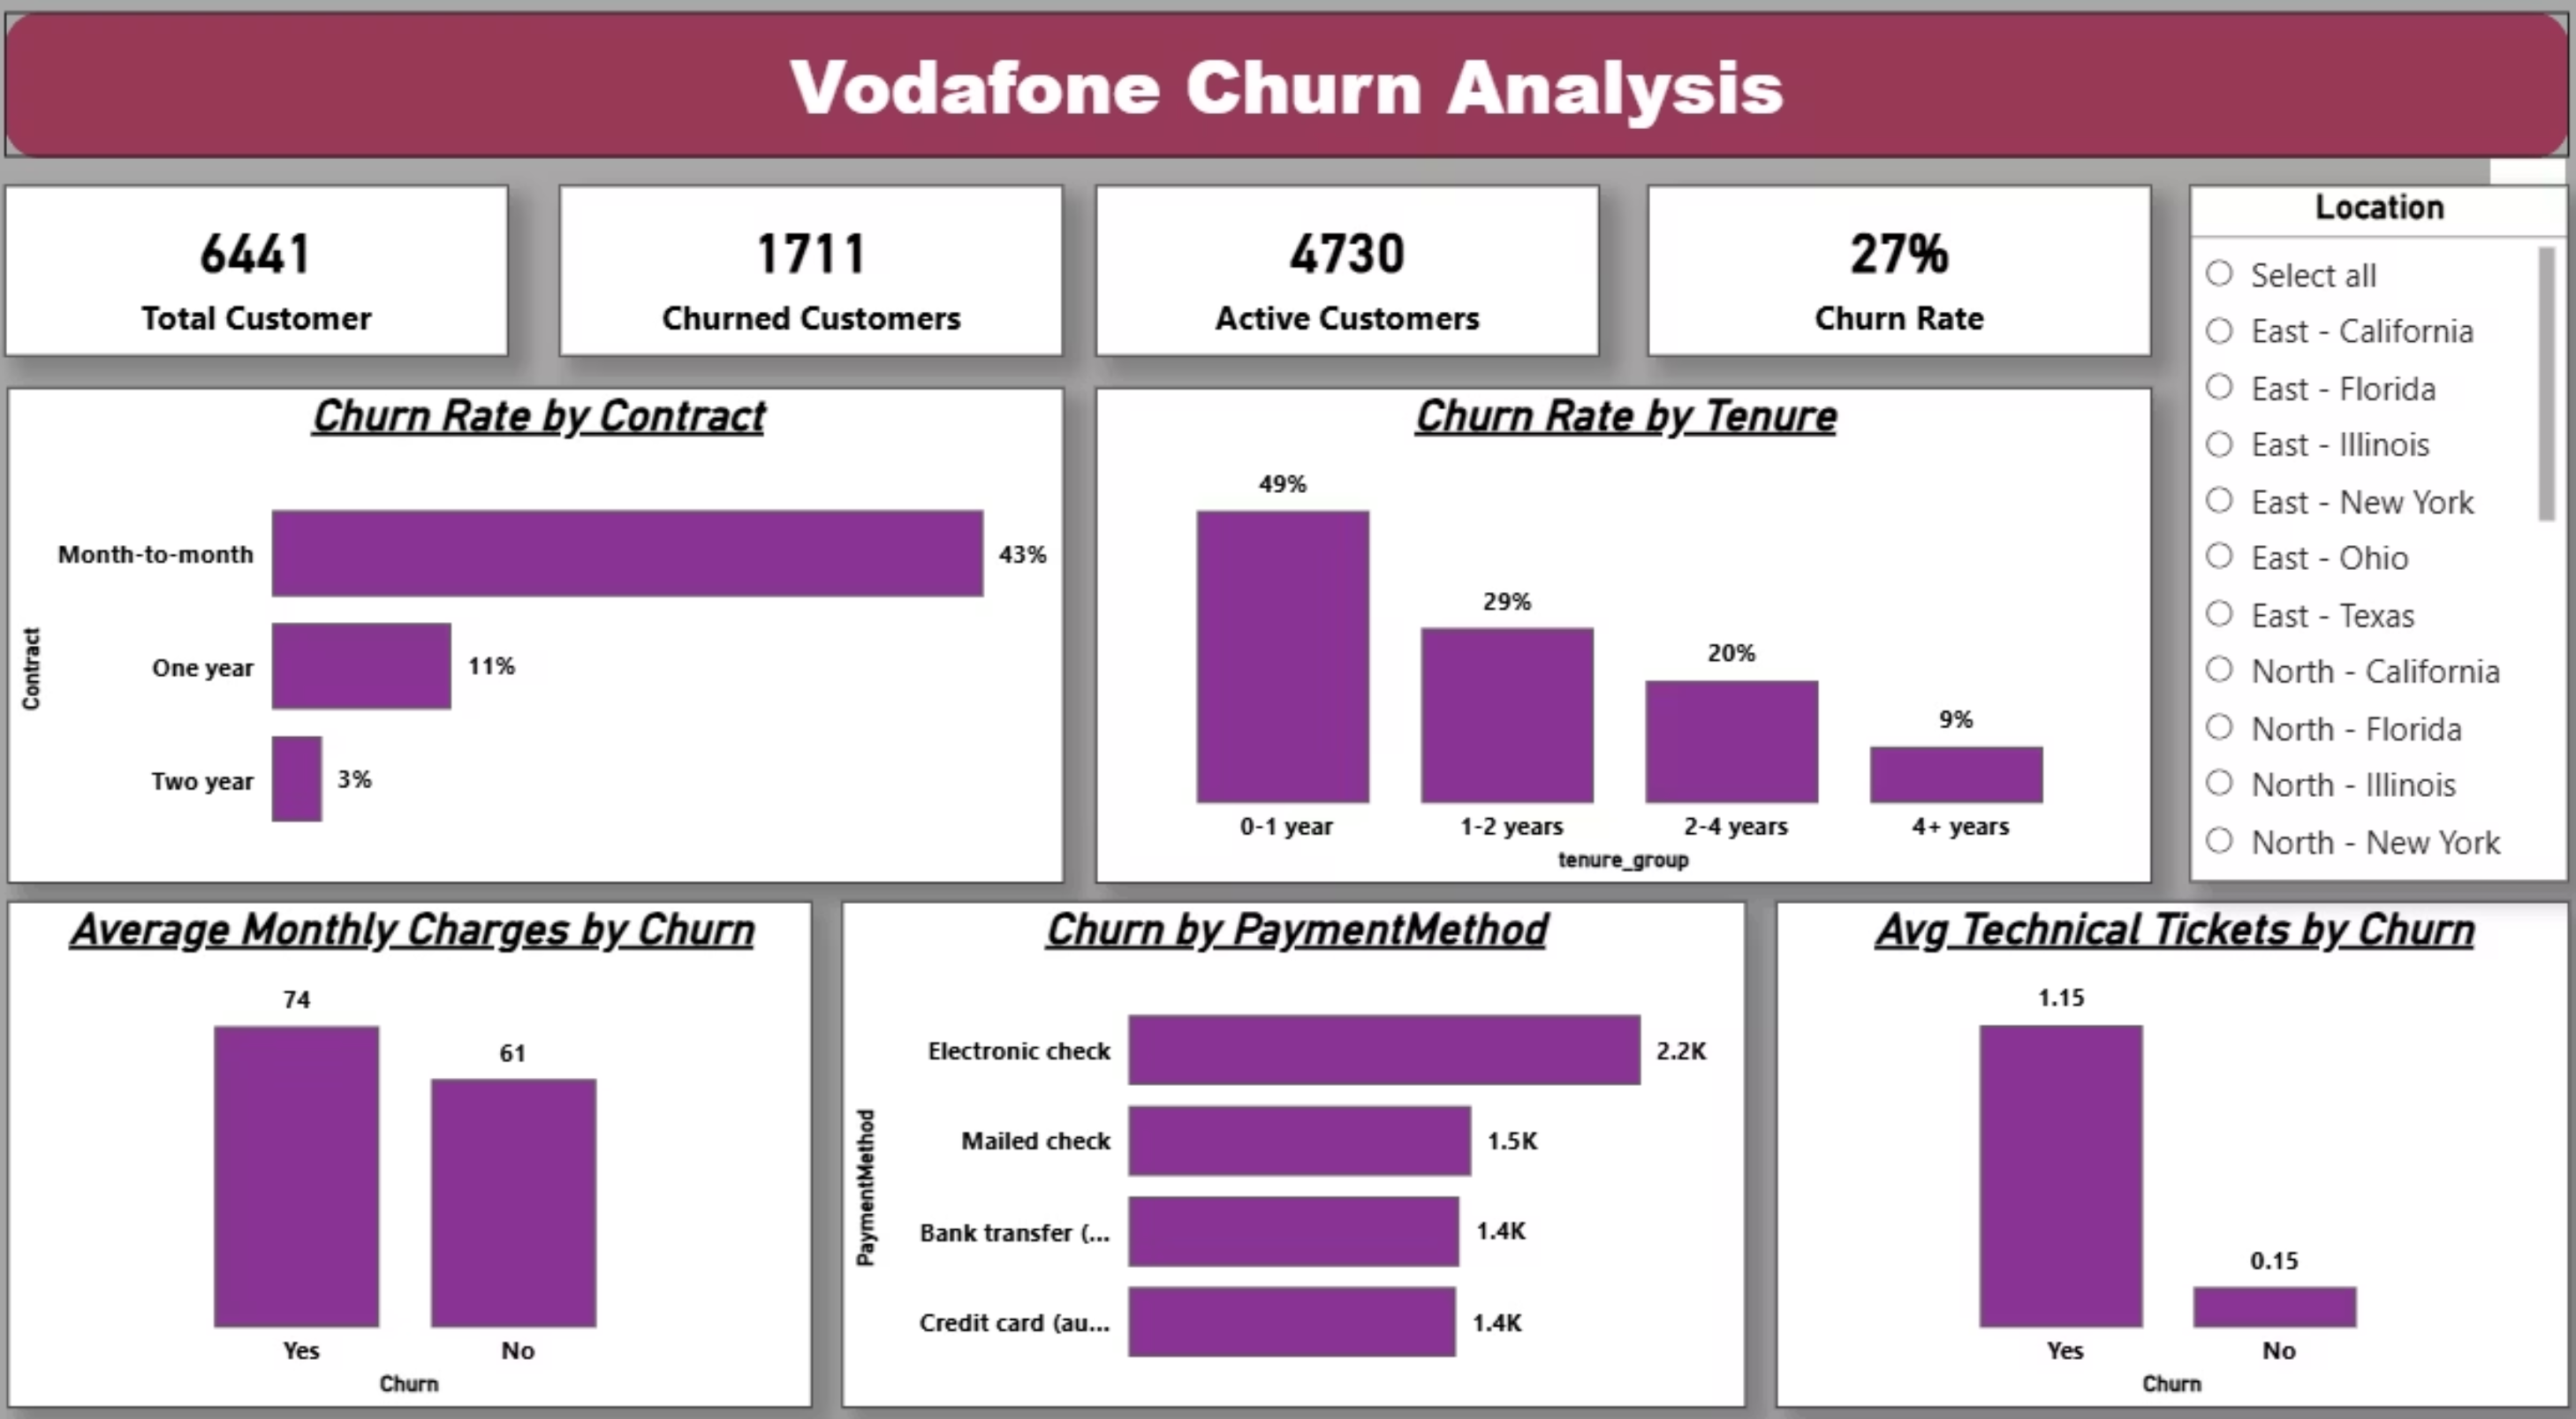 Vodafone Churn Analysis
6441
Total Customer
1711
Churned Customers
4730
Active Customers
27%
Churn Rate
Location
Select all
East - California
East - Florida
East - Illinois
East - New York
East - Ohio
East - Texas
North - California
North - Florida
North - Illinois
North - New York
Churn Rate by Contract
Contract
Month-to-month
43%
One year
11%
Two year
3%
Churn Rate by Tenure
49%
29%
20%
9%
0-1 year
1-2 years
2-4 years
4+ years
tenure_group
Average Monthly Charges by Churn
74
61
Yes
No
Churn
Churn by PaymentMethod
PaymentMethod
Electronic check
2.2K
Mailed check
1.5K
Bank transfer (...
1.4K
Credit card (au...
1.4K
Avg Technical Tickets by Churn
1.15
0.15
Yes
No
Churn